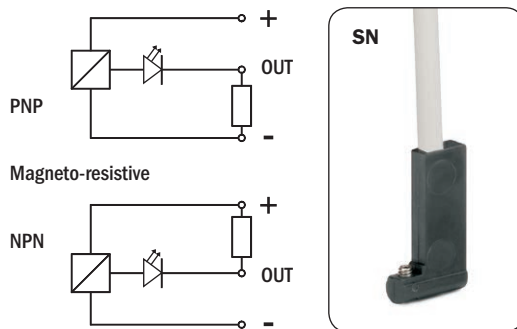 +
OUT
PNP
-
Magneto-resistive
+
NPN
OUT
-
SN